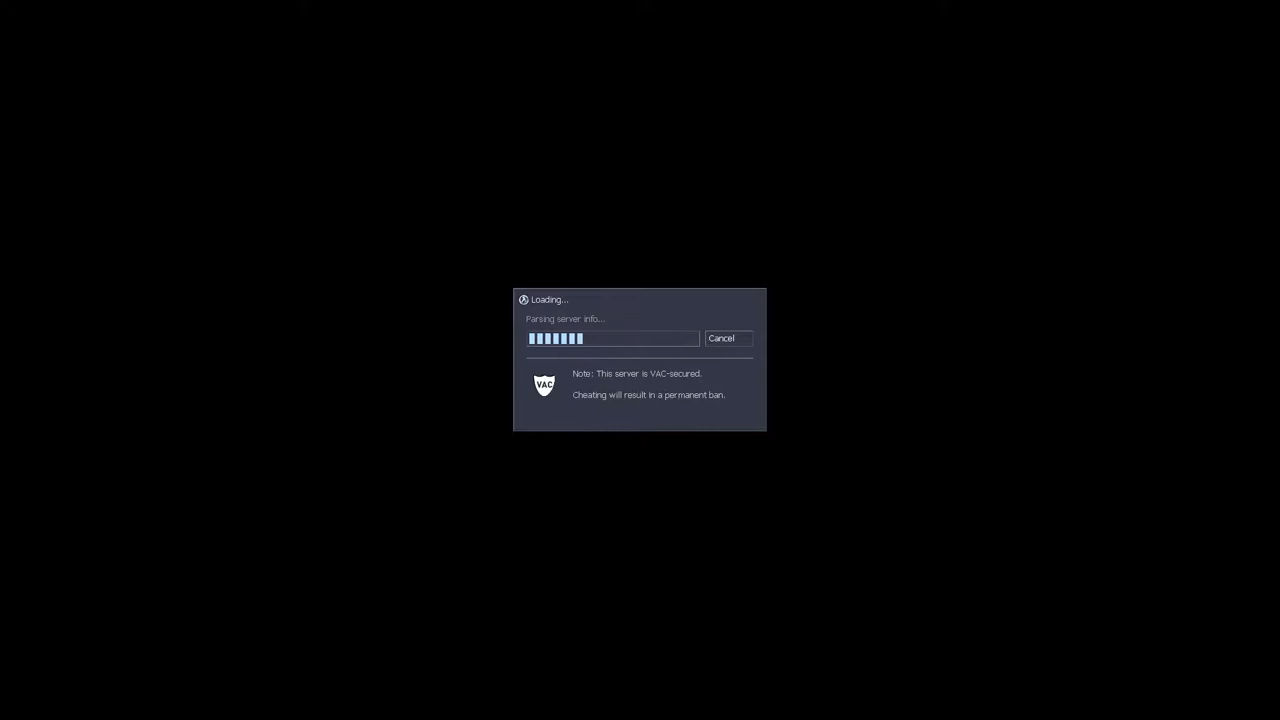 Loading...
Parsing server info...
Cancel
Note: This server is VAC-secured.
VAC
Cheating will result in a permanent ban.